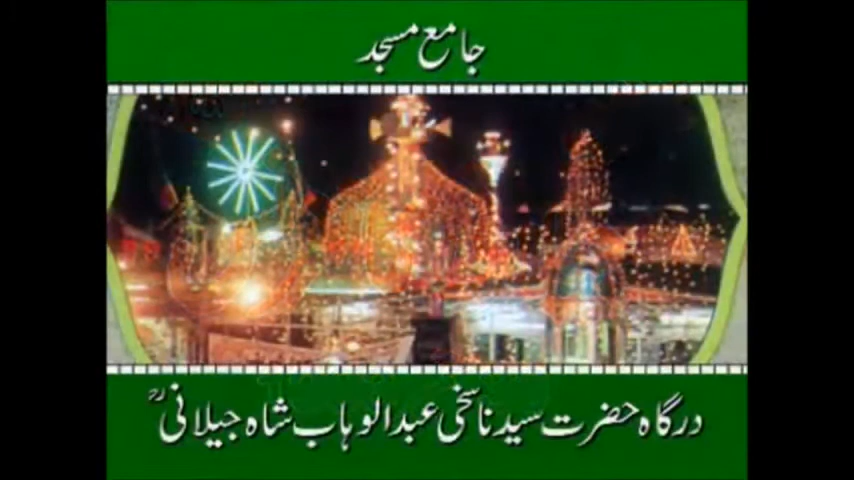 جامع مسجد
درگاہ حضرت سیدنا سخی عبدالوہاب شاہ جیلانیؒ